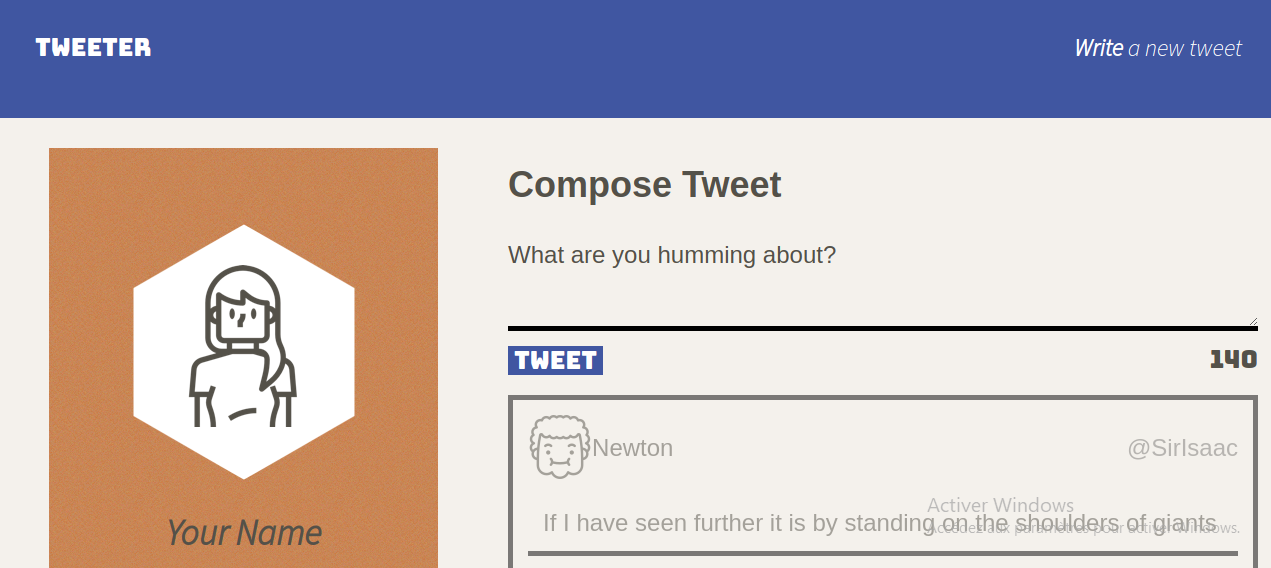 TWEETER
Write a new tweet
Your Name
Compose Tweet
What are you humming about?
TWEET
140
Newton
@SirIsaac
If I have seen further it is by standing on the shoulders of giants
Activer Windows
Accédez aux paramètres pour activer Windows.